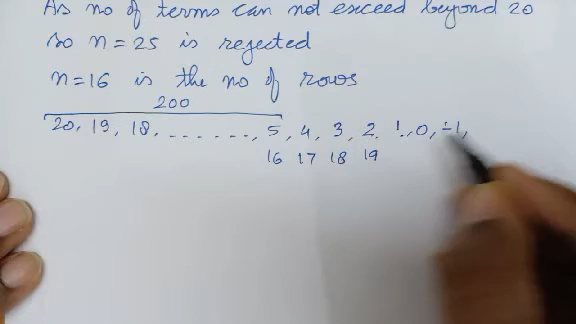 As no of terms can not exceed beyond 20
so n = 25 is rejected
n = 16 is the no of rows
200
20, 19, 18, - - - - - - -, 5, 4, 3, 2, 1, 0, -1,
16 17 18 19